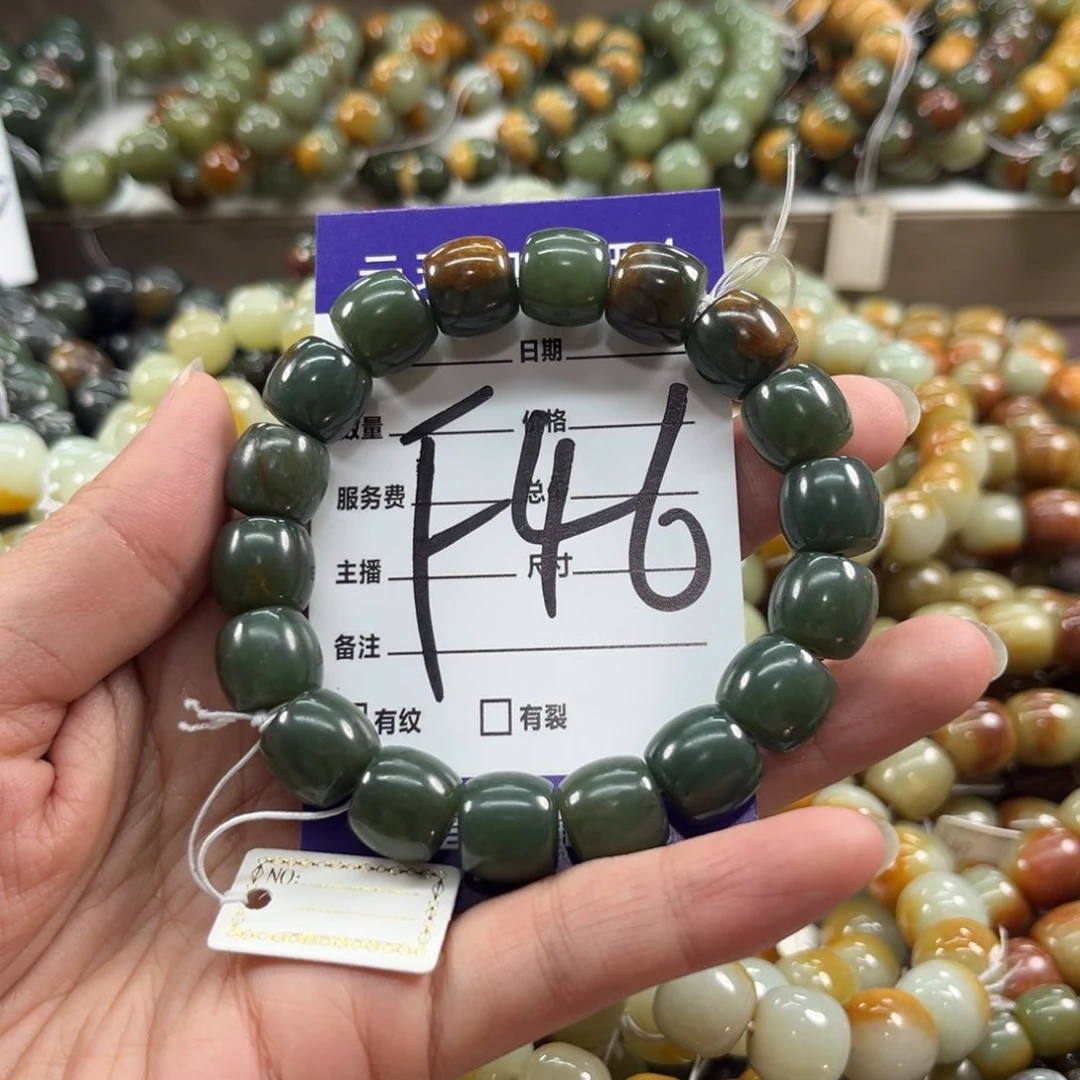 日期
数量 价格
服务费 总
主播 尺寸
备注
有纹 有裂
F46
NO: